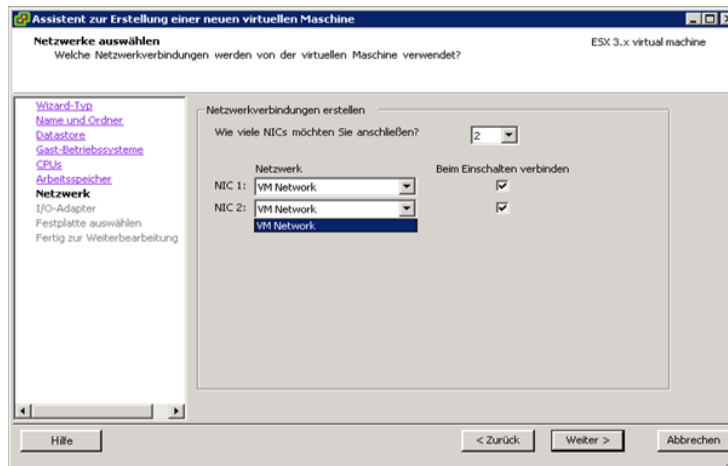 Assistent zur Erstellung einer neuen virtuellen Maschine
Netzwerke auswählen
Welche Netzwerkverbindungen werden von der virtuellen Maschine verwendet?
ESX 3.x virtual machine
Wizard-Typ
Name und Ordner
Datastore
Gast-Betriebssysteme
CPUs
Arbeitsspeicher
Netzwerk
I/O-Adapter
Festplatte auswählen
Fertig zur Weiterbearbeitung
Netzwerkverbindungen erstellen
Wie viele NICs möchten Sie anschließen? 2
Netzwerk Beim Einschalten verbinden
NIC 1: VM Network
NIC 2: VM Network
VM Network
Hilfe < Zurück Weiter > Abbrechen